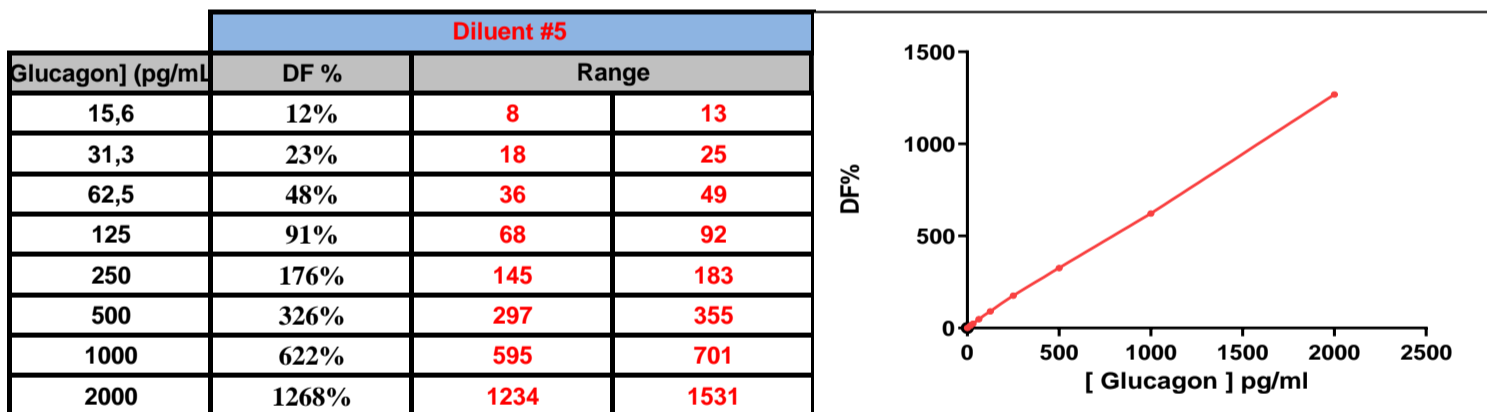 Diluent #5
Glucagon] (pg/mL DF % Range
15,6 12% 8 13
31,3 23% 18 25
62,5 48% 36 49
125 91% 68 92
250 176% 145 183
500 326% 297 355
1000 622% 595 701
2000 1268% 1234 1531
1500
1000
500
0
DF%
0 500 1000 1500 2000 2500
[ Glucagon ] pg/ml